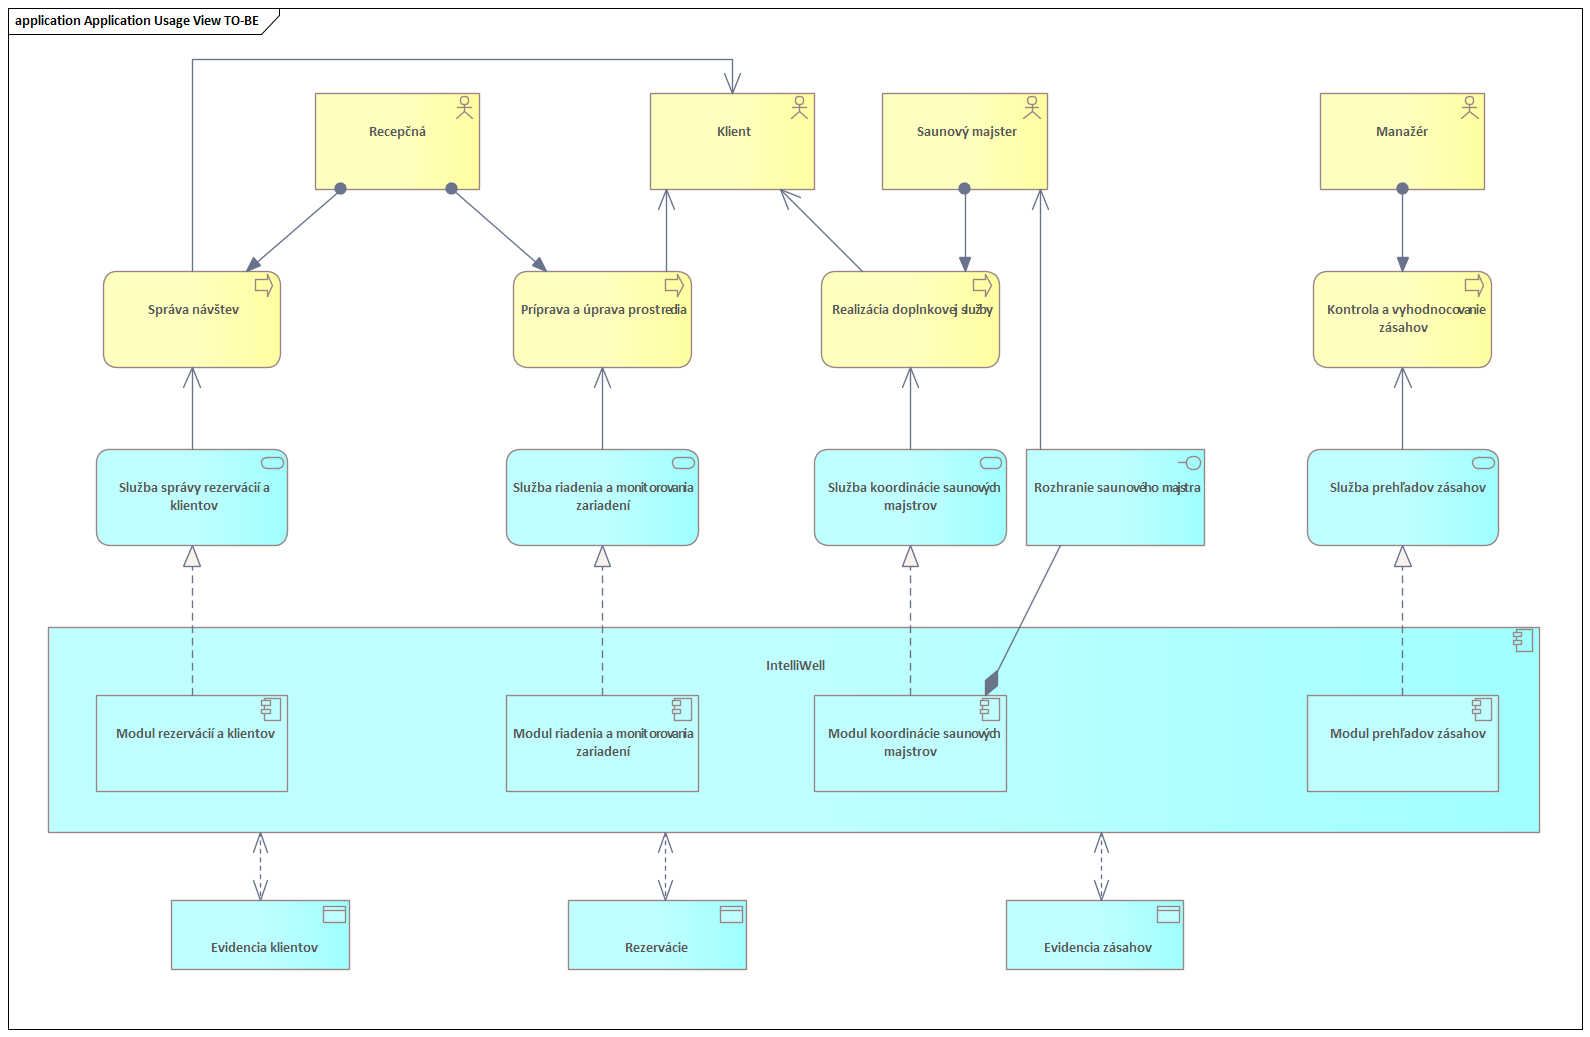 application Application Usage View TO-BE
Recepčná
Klient
Saunový majster
Manažér
Správa návštev
Príprava a úprava prostredia
Realizácia doplnkovej služby
Kontrola a vyhodnocovanie
zásahov
Služba správy rezervácií a
klientov
Služba riadenia a monitorovania
zariadení
Služba koordinácie saunových
majstrov
Rozhranie saunového majstra
Služba prehľadov zásahov
IntelliWell
Modul rezervácií a klientov
Modul riadenia a monitorovania
zariadení
Modul koordinácie saunových
majstrov
Modul prehľadov zásahov
Evidencia klientov
Rezervácie
Evidencia zásahov